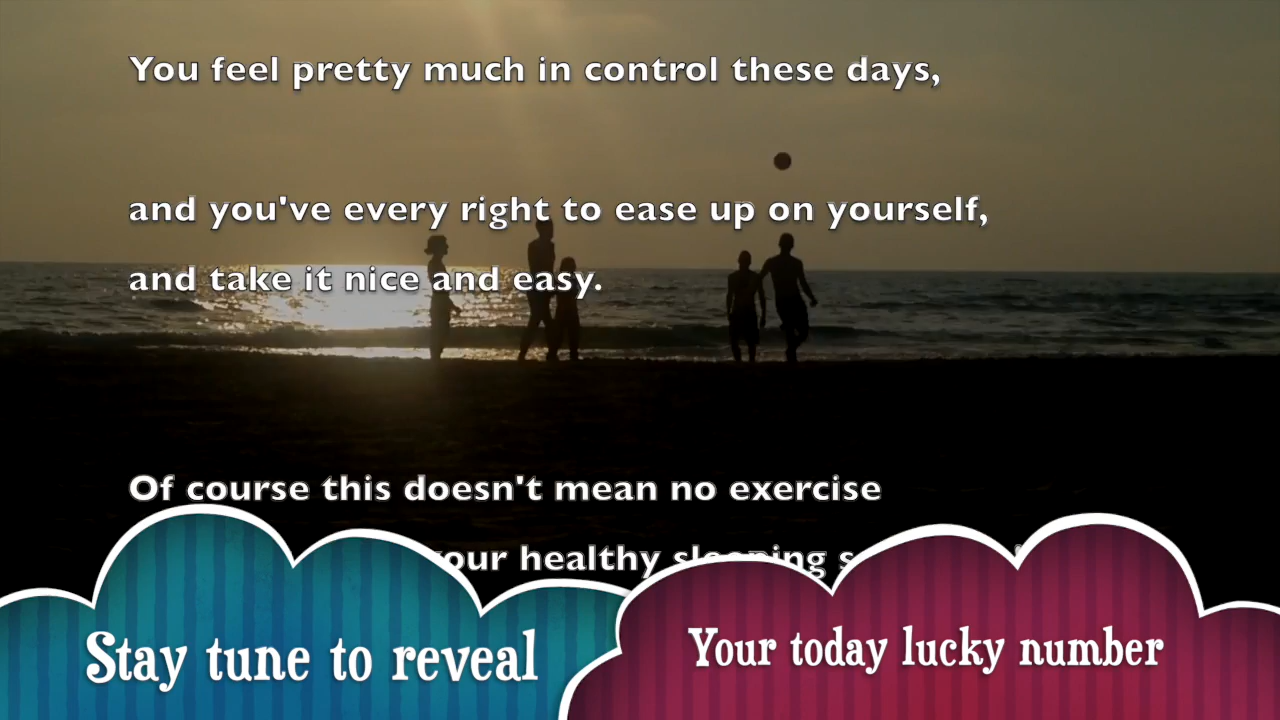 You feel pretty much in control these days,
and you've every right to ease up on yourself,
and take it nice and easy.
Of course this doesn't mean no exercise
your healthy sleeping
Stay tune to reveal
Your today lucky number